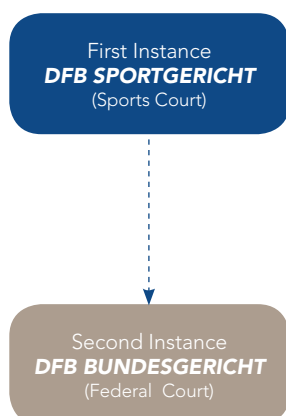 First Instance
DFB SPORTGERICHT
(Sports Court)
Second Instance
DFB BUNDESGERICHT
(Federal Court)